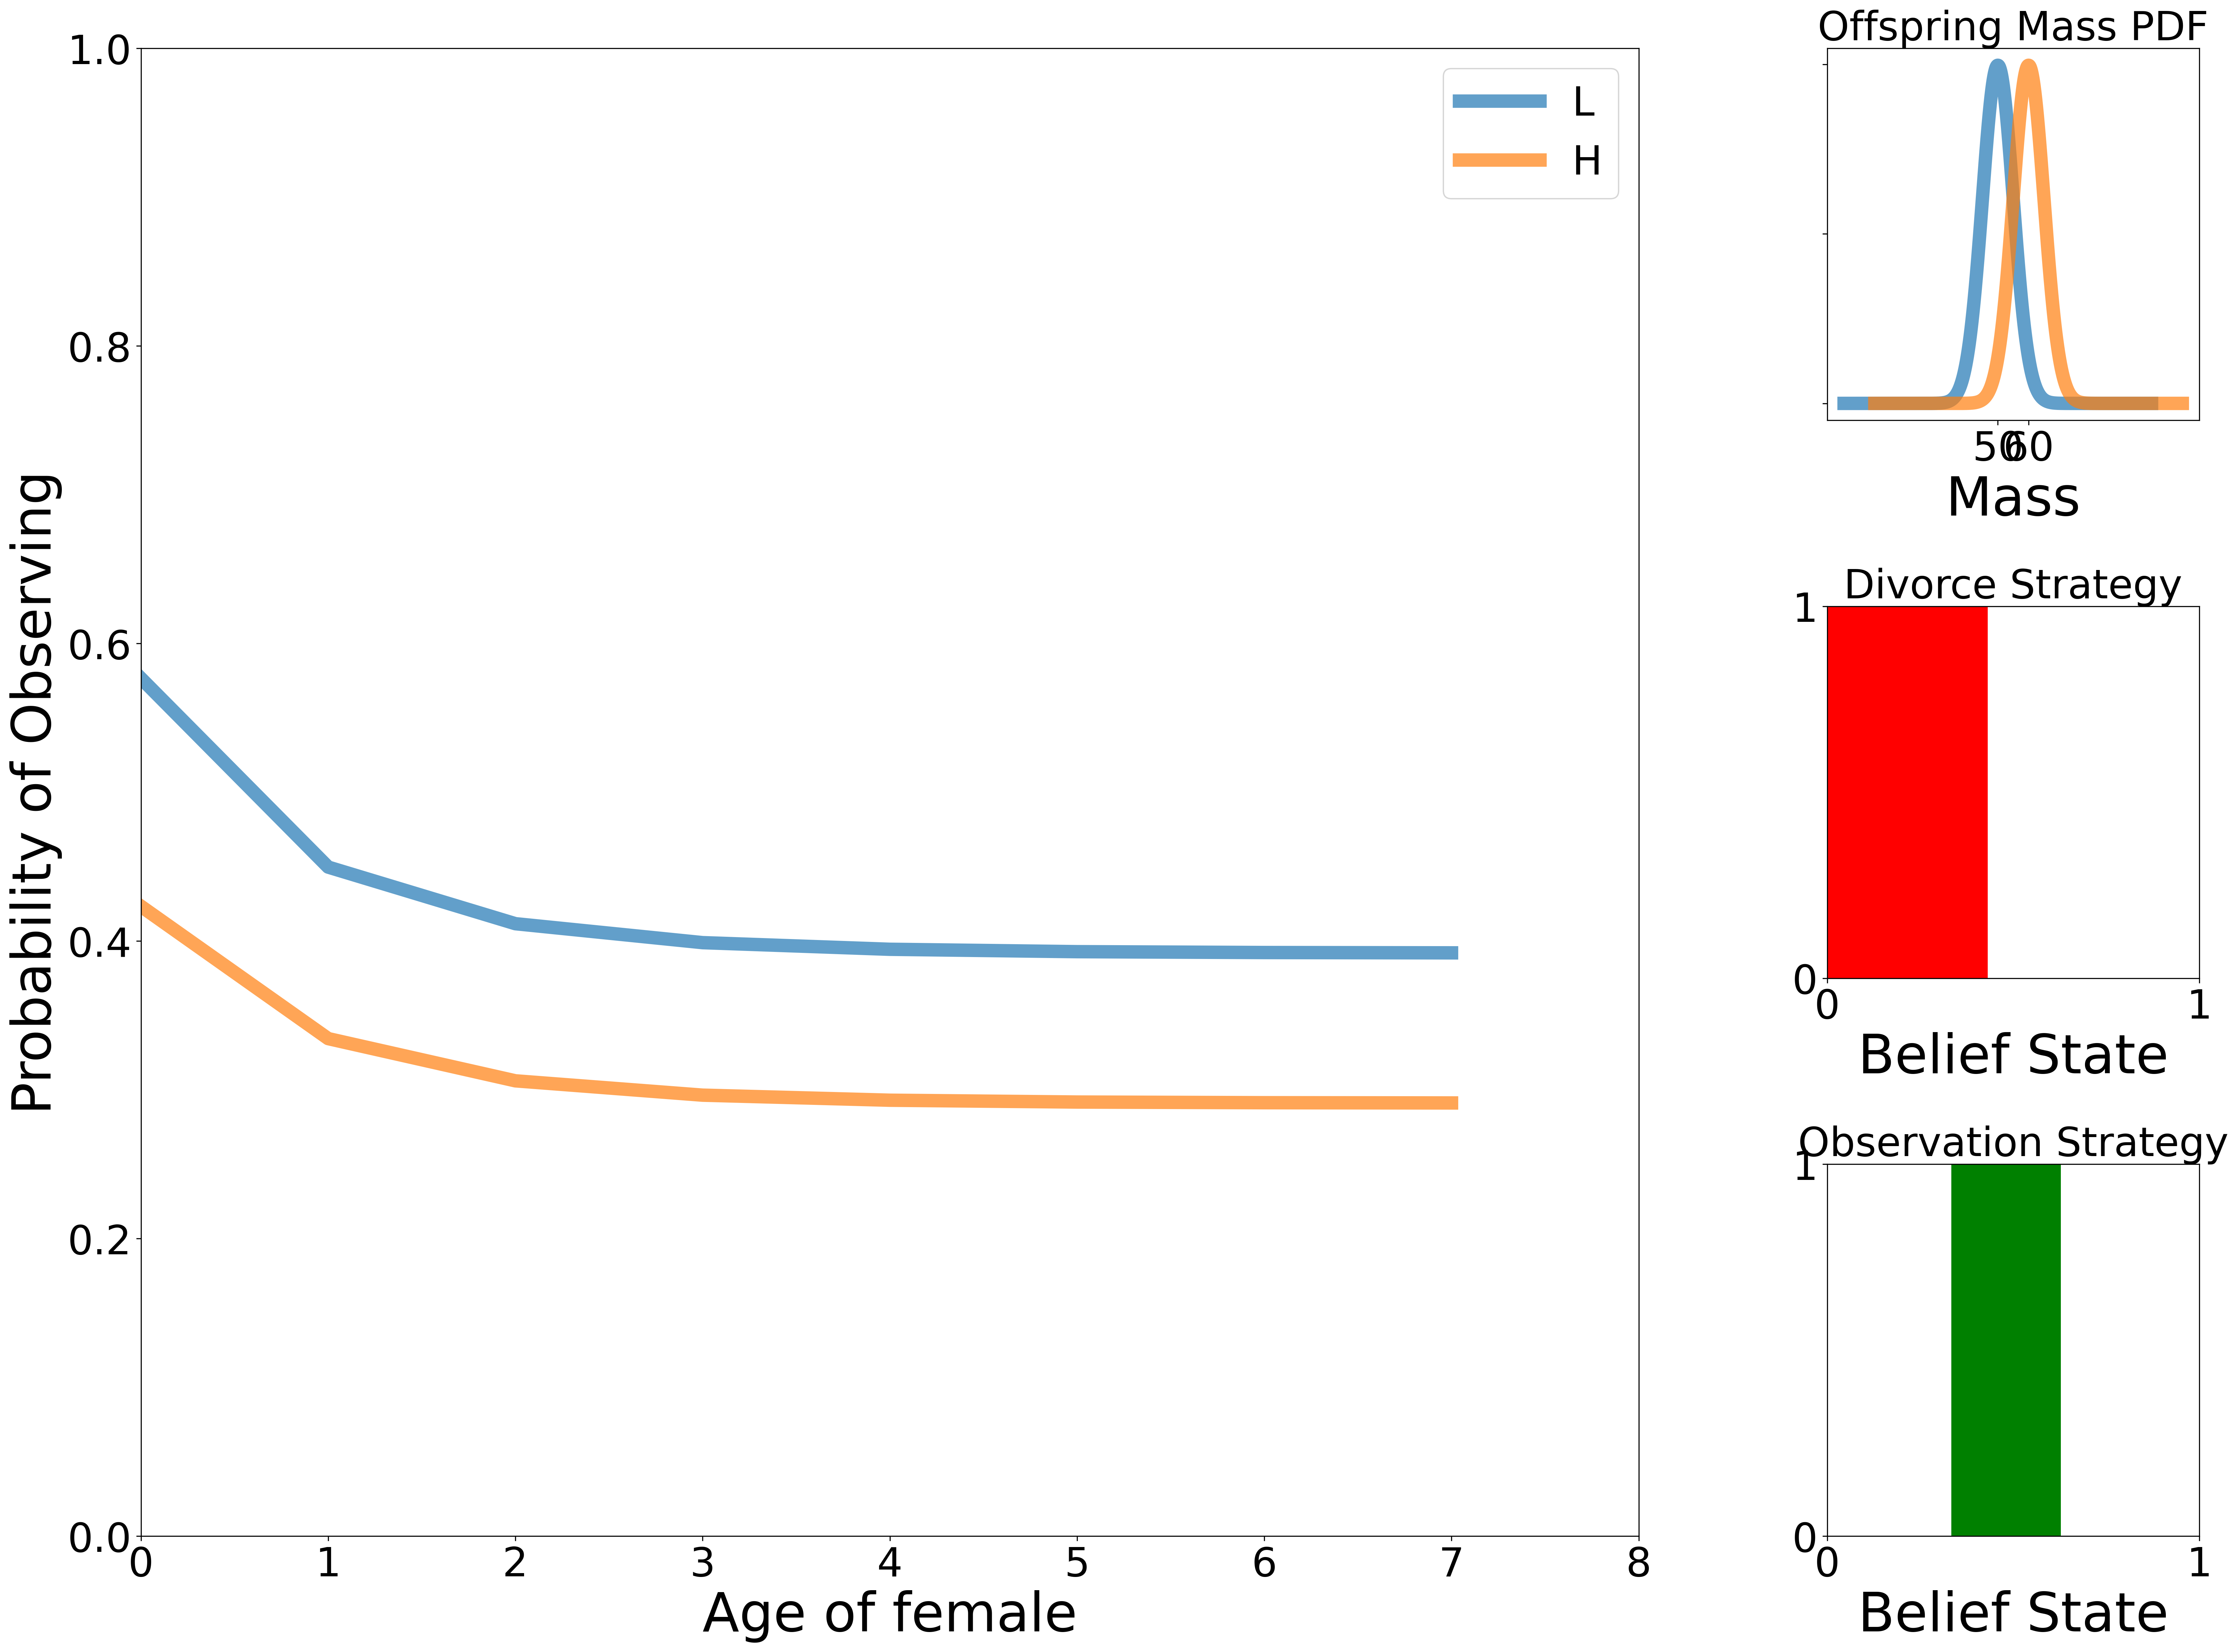 Probability of Observing
1.0
0.8
0.6
0.4
0.2
0.0
0 1 2 3 4 5 6 7 8
Age of female
L
H
Offspring Mass PDF
50 60
Mass
Divorce Strategy
1
0
0 1
Belief State
Observation Strategy
1
0
0 1
Belief State